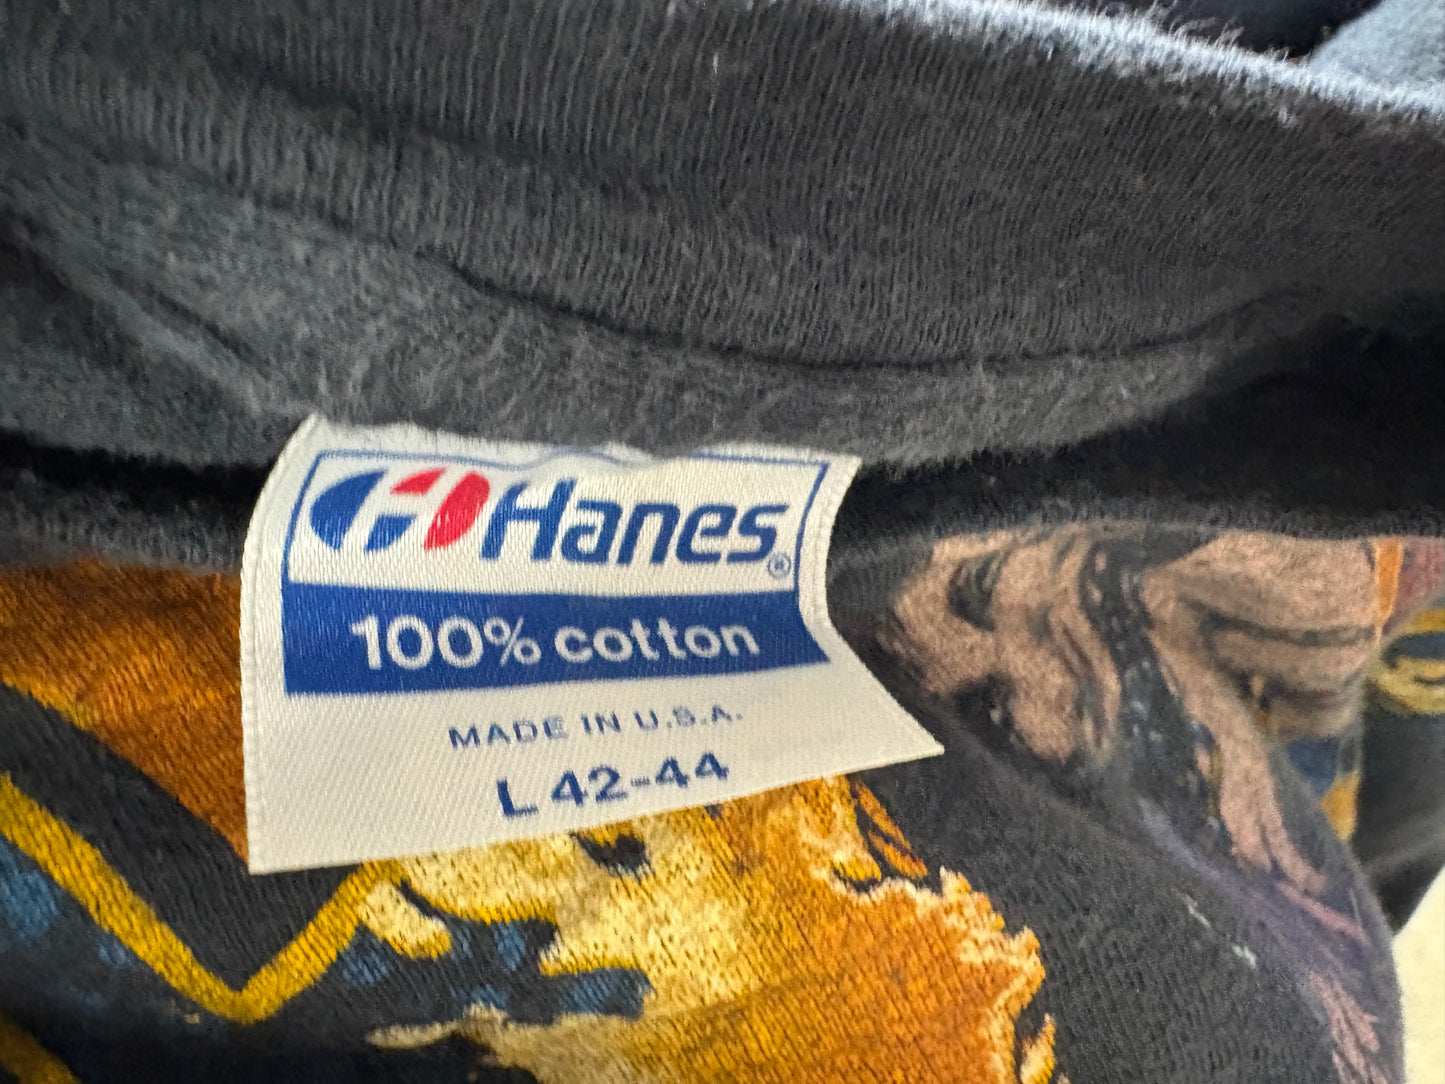 Hanes®
100% cotton
MADE IN U.S.A.
L 42-44